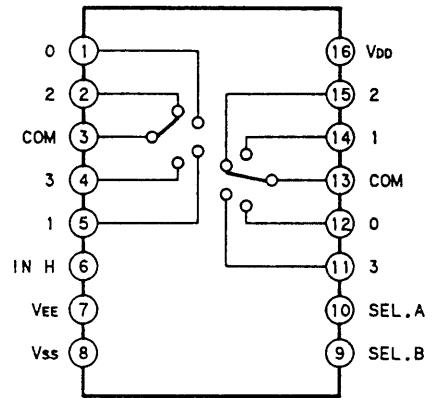 0 1 16 VDD
2 2 15 2
COM 3 14 1
3 4 13 COM
1 5 12 0
IN H 6 11 3
VEE 7 10 SEL.A
VSS 8 9 SEL.B